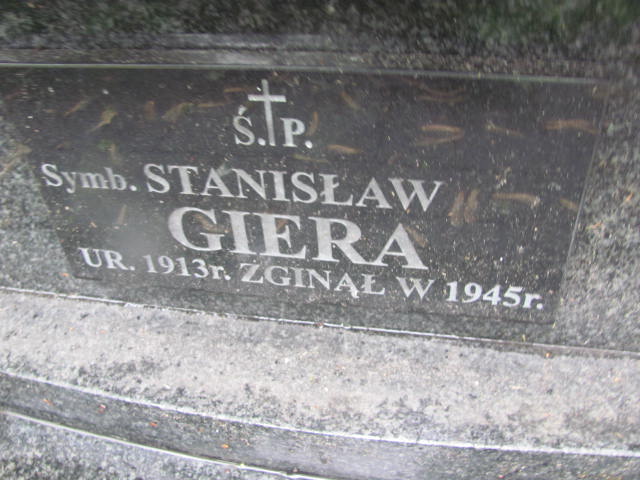 Ś.P.
Symb. STANISŁAW
GIERA
UR. 1913r. ZGINĄŁ W 1945r.